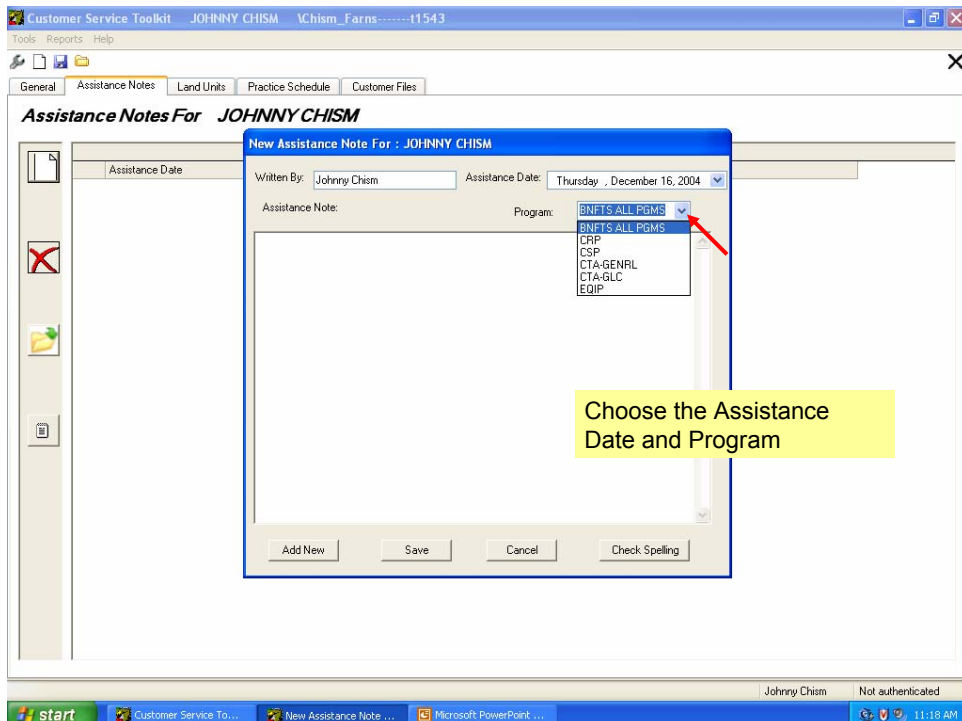 Customer Service Toolkit JOHNNY CHISM \Chism_Farns-------t1543
Tools Reports Help
General Assistance Notes Land Units Practice Schedule Customer Files
Assistance Notes For JOHNNY CHISM
New Assistance Note For : JOHNNY CHISM
Assistance Date
Written By: Johnny Chism Assistance Date: Thursday , December 16, 2004
Assistance Note: Program: BNFTS ALL PGMS
BNFTS ALL PGMS
CRP
CSP
CTA-GENRL
CTA-GLC
EQIP
Choose the Assistance
Date and Program
Add New Save Cancel Check Spelling
Johnny Chism Not authenticated
start Customer Service To... New Assistance Note ... Microsoft PowerPoint ... 11:18 AM